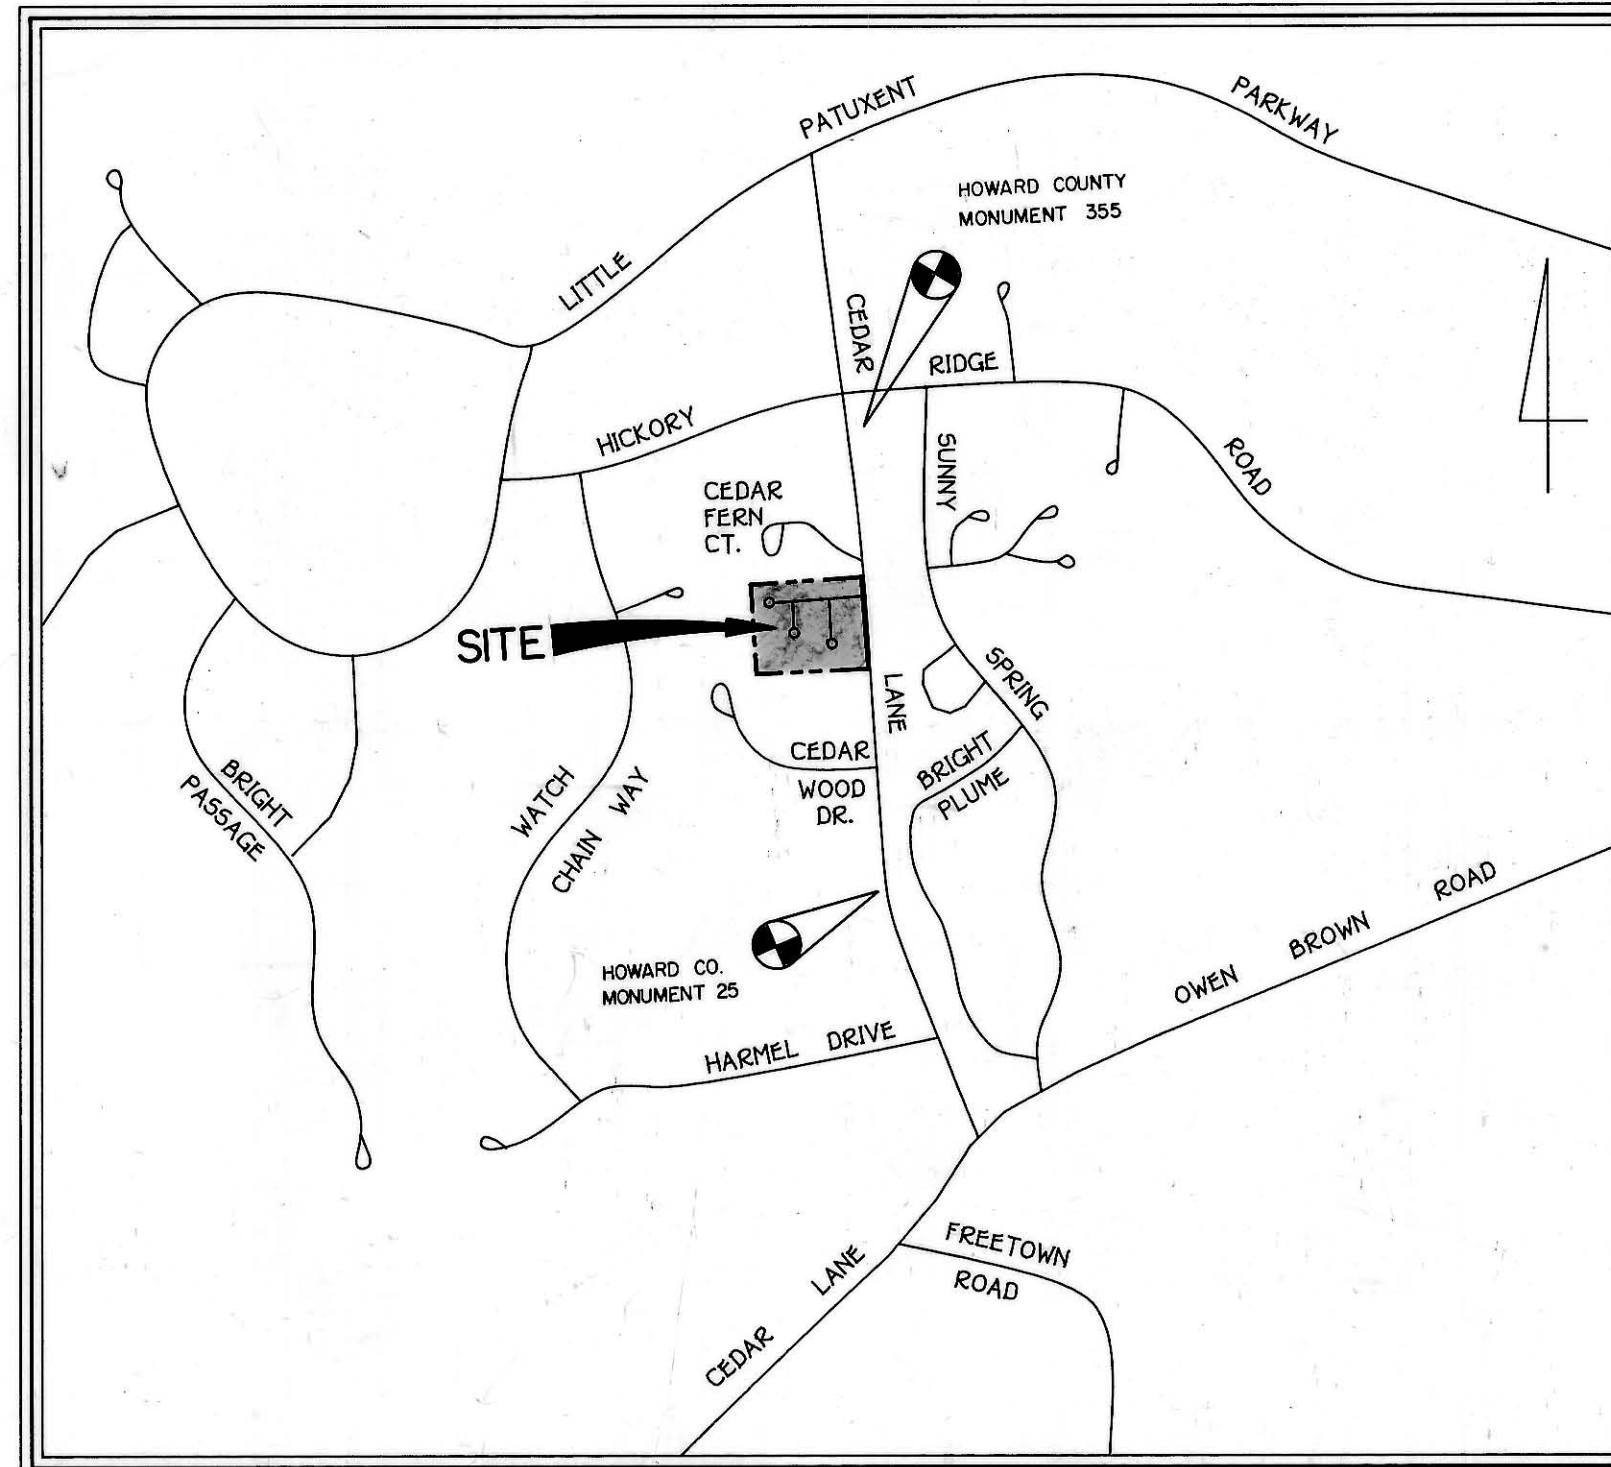 PATUXENT
PARKWAY
HOWARD COUNTY
MONUMENT 355
LITTLE
CEDAR
RIDGE
HICKORY
SUNNY
ROAD
CEDAR
FERN
CT.
SITE
SPRING
LANE
CEDAR
WOOD
DR.
BRIGHT
PLUME
BRIGHT
PASSAGE
WATCH
CHAIN WAY
OWEN BROWN ROAD
HOWARD CO.
MONUMENT 25
HARMEL DRIVE
FREETOWN
ROAD
CEDAR LANE